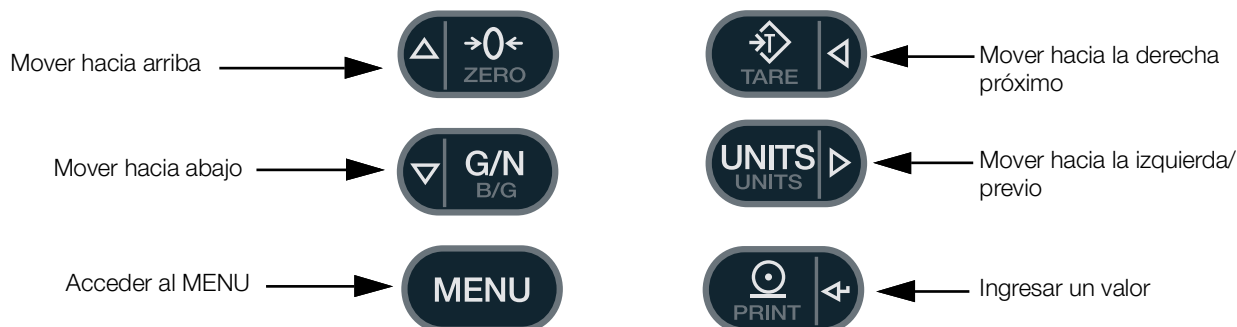 Mover hacia arriba
→0←
ZERO
T
TARE
Mover hacia la derecha
próximo
Mover hacia abajo
G/N
B/G
UNITS
UNITS
Mover hacia la izquierda/
previo
Acceder al MENU
MENU
PRINT
Ingresar un valor